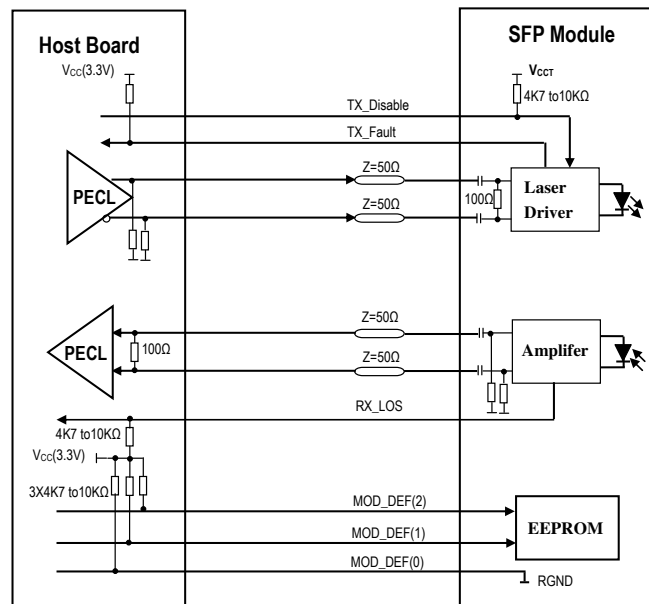 Host Board
SFP Module
VCC(3.3V)
VCCT
4K7 to10KΩ
TX_Disable
TX_Fault
PECL
Z=50Ω
Z=50Ω
100Ω
Laser
Driver
PECL
100Ω
Z=50Ω
Z=50Ω
Amplifer
RX_LOS
4K7 to10KΩ
VCC(3.3V)
3X4K7 to10KΩ
MOD_DEF(2)
MOD_DEF(1)
MOD_DEF(0)
EEPROM
RGND